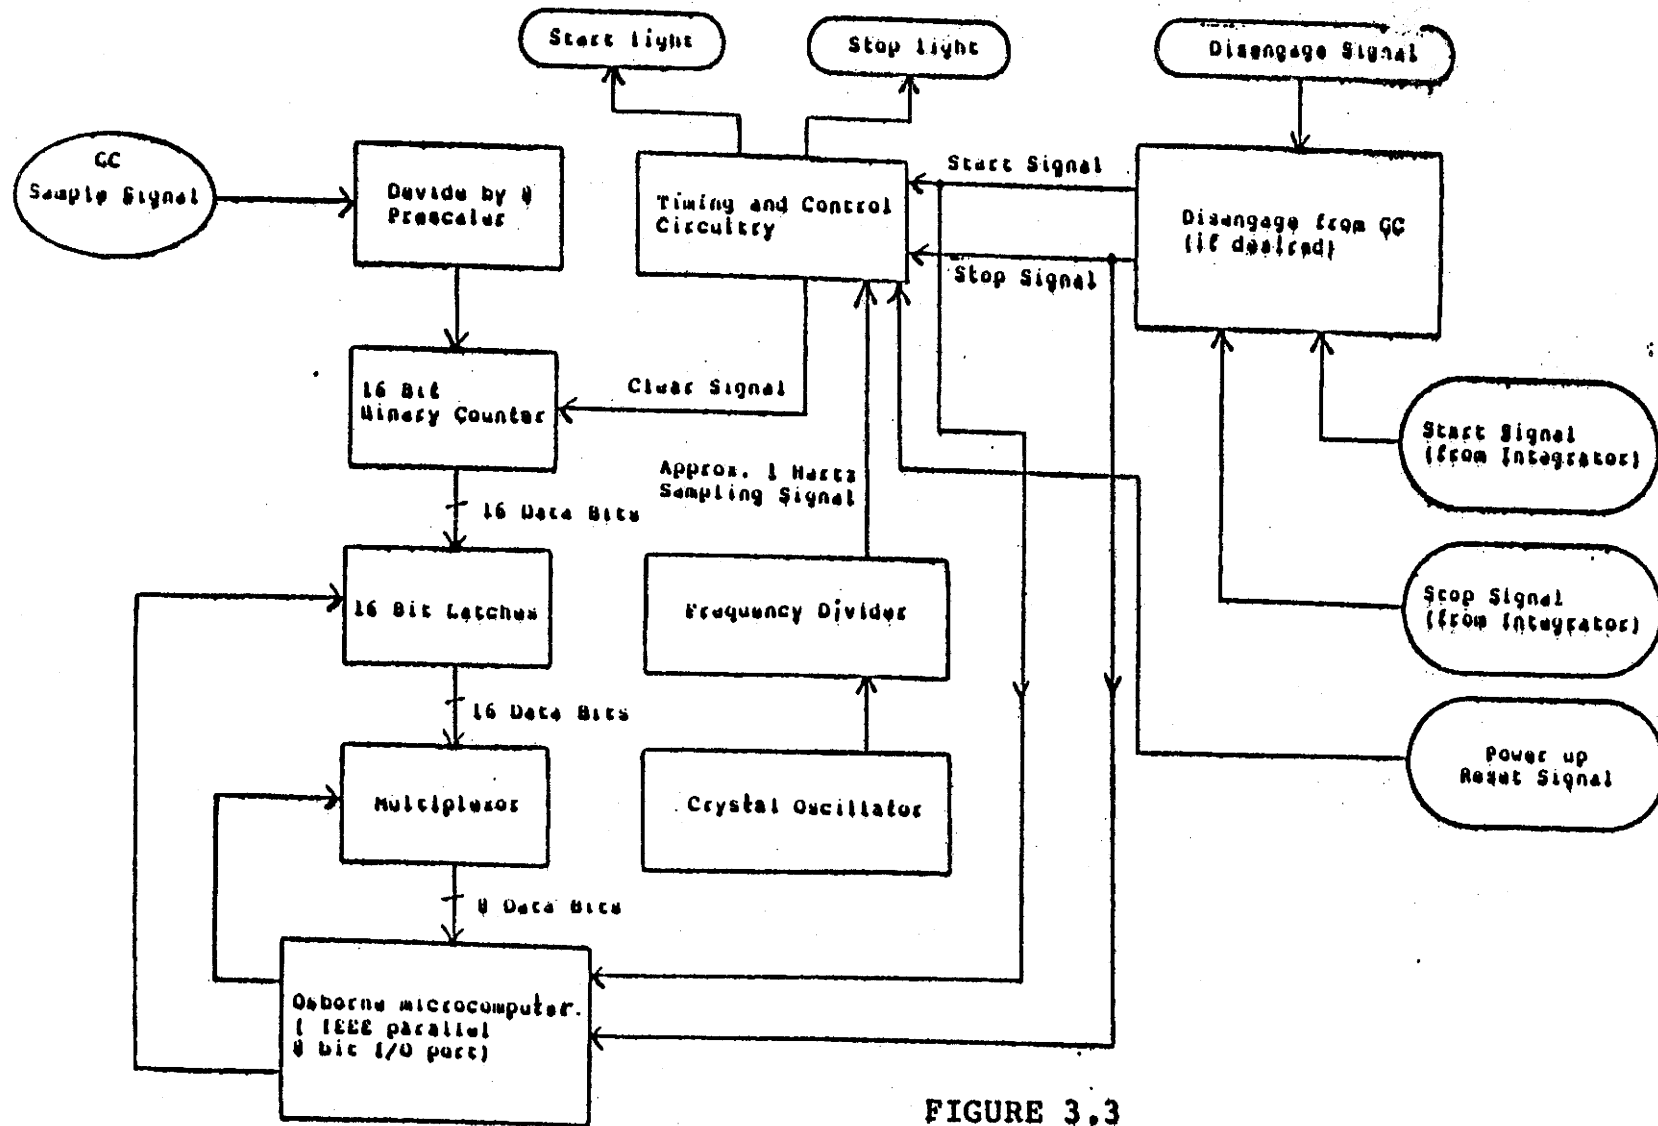 Start light
Stop light
Disengage Signal
GC
Sample Signal
Devide by 8
Prescaler
Timing and Control
Circuitry
Start Signal
Stop Signal
Disengage from GC
(if desired)
16 Bit
Binary Counter
Clear Signal
Start Signal
(from Integrator)
Approx. 1 Hertz
Sampling Signal
16 Data Bits
16 Bit Latches
Frequency Divider
Stop Signal
(from Integrator)
16 Data Bits
Multiplexor
Crystal Oscillator
Power up
Reset Signal
8 Data Bits
Osborne microcomputer.
( IEEE parallel
8 bit I/O port)
FIGURE 3.3